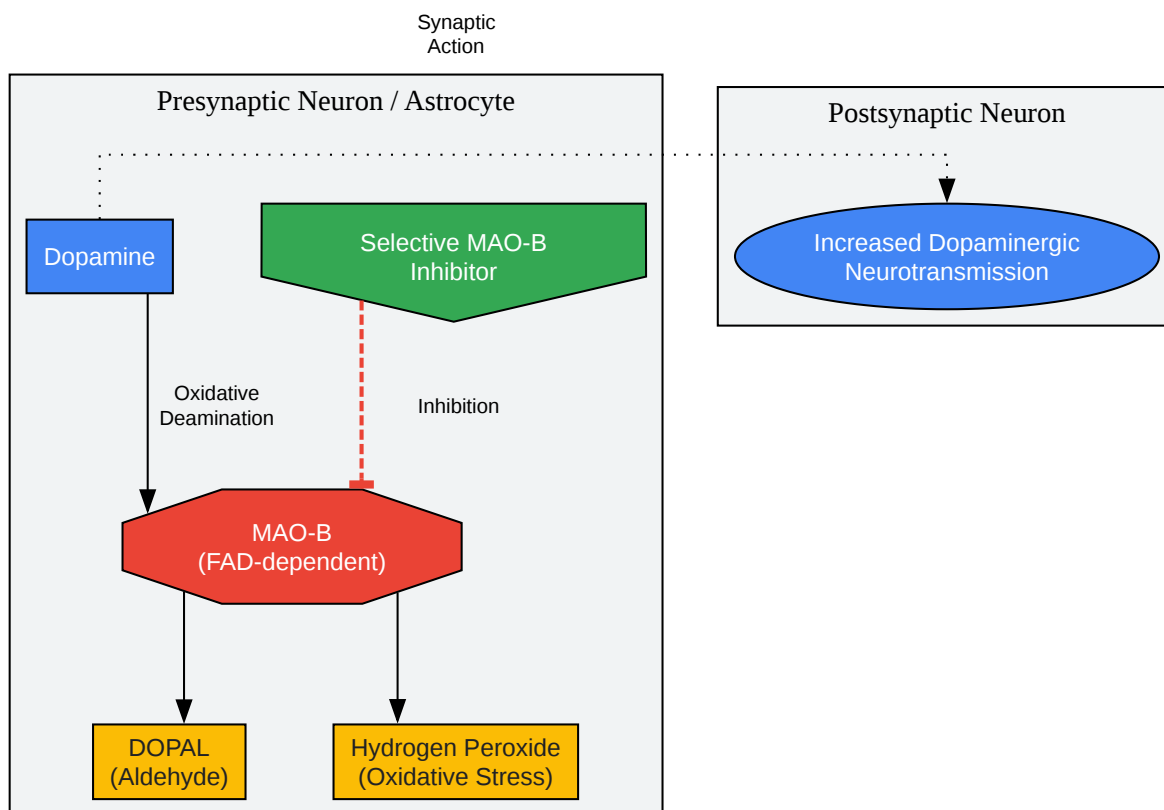 Synaptic
Action
Presynaptic Neuron / Astrocyte
Postsynaptic Neuron
Dopamine
Selective MAO-B
Inhibitor
Increased Dopaminergic
Neurotransmission
Oxidative
Deamination
Inhibition
MAO-B
(FAD-dependent)
DOPAL
(Aldehyde)
Hydrogen Peroxide
(Oxidative Stress)